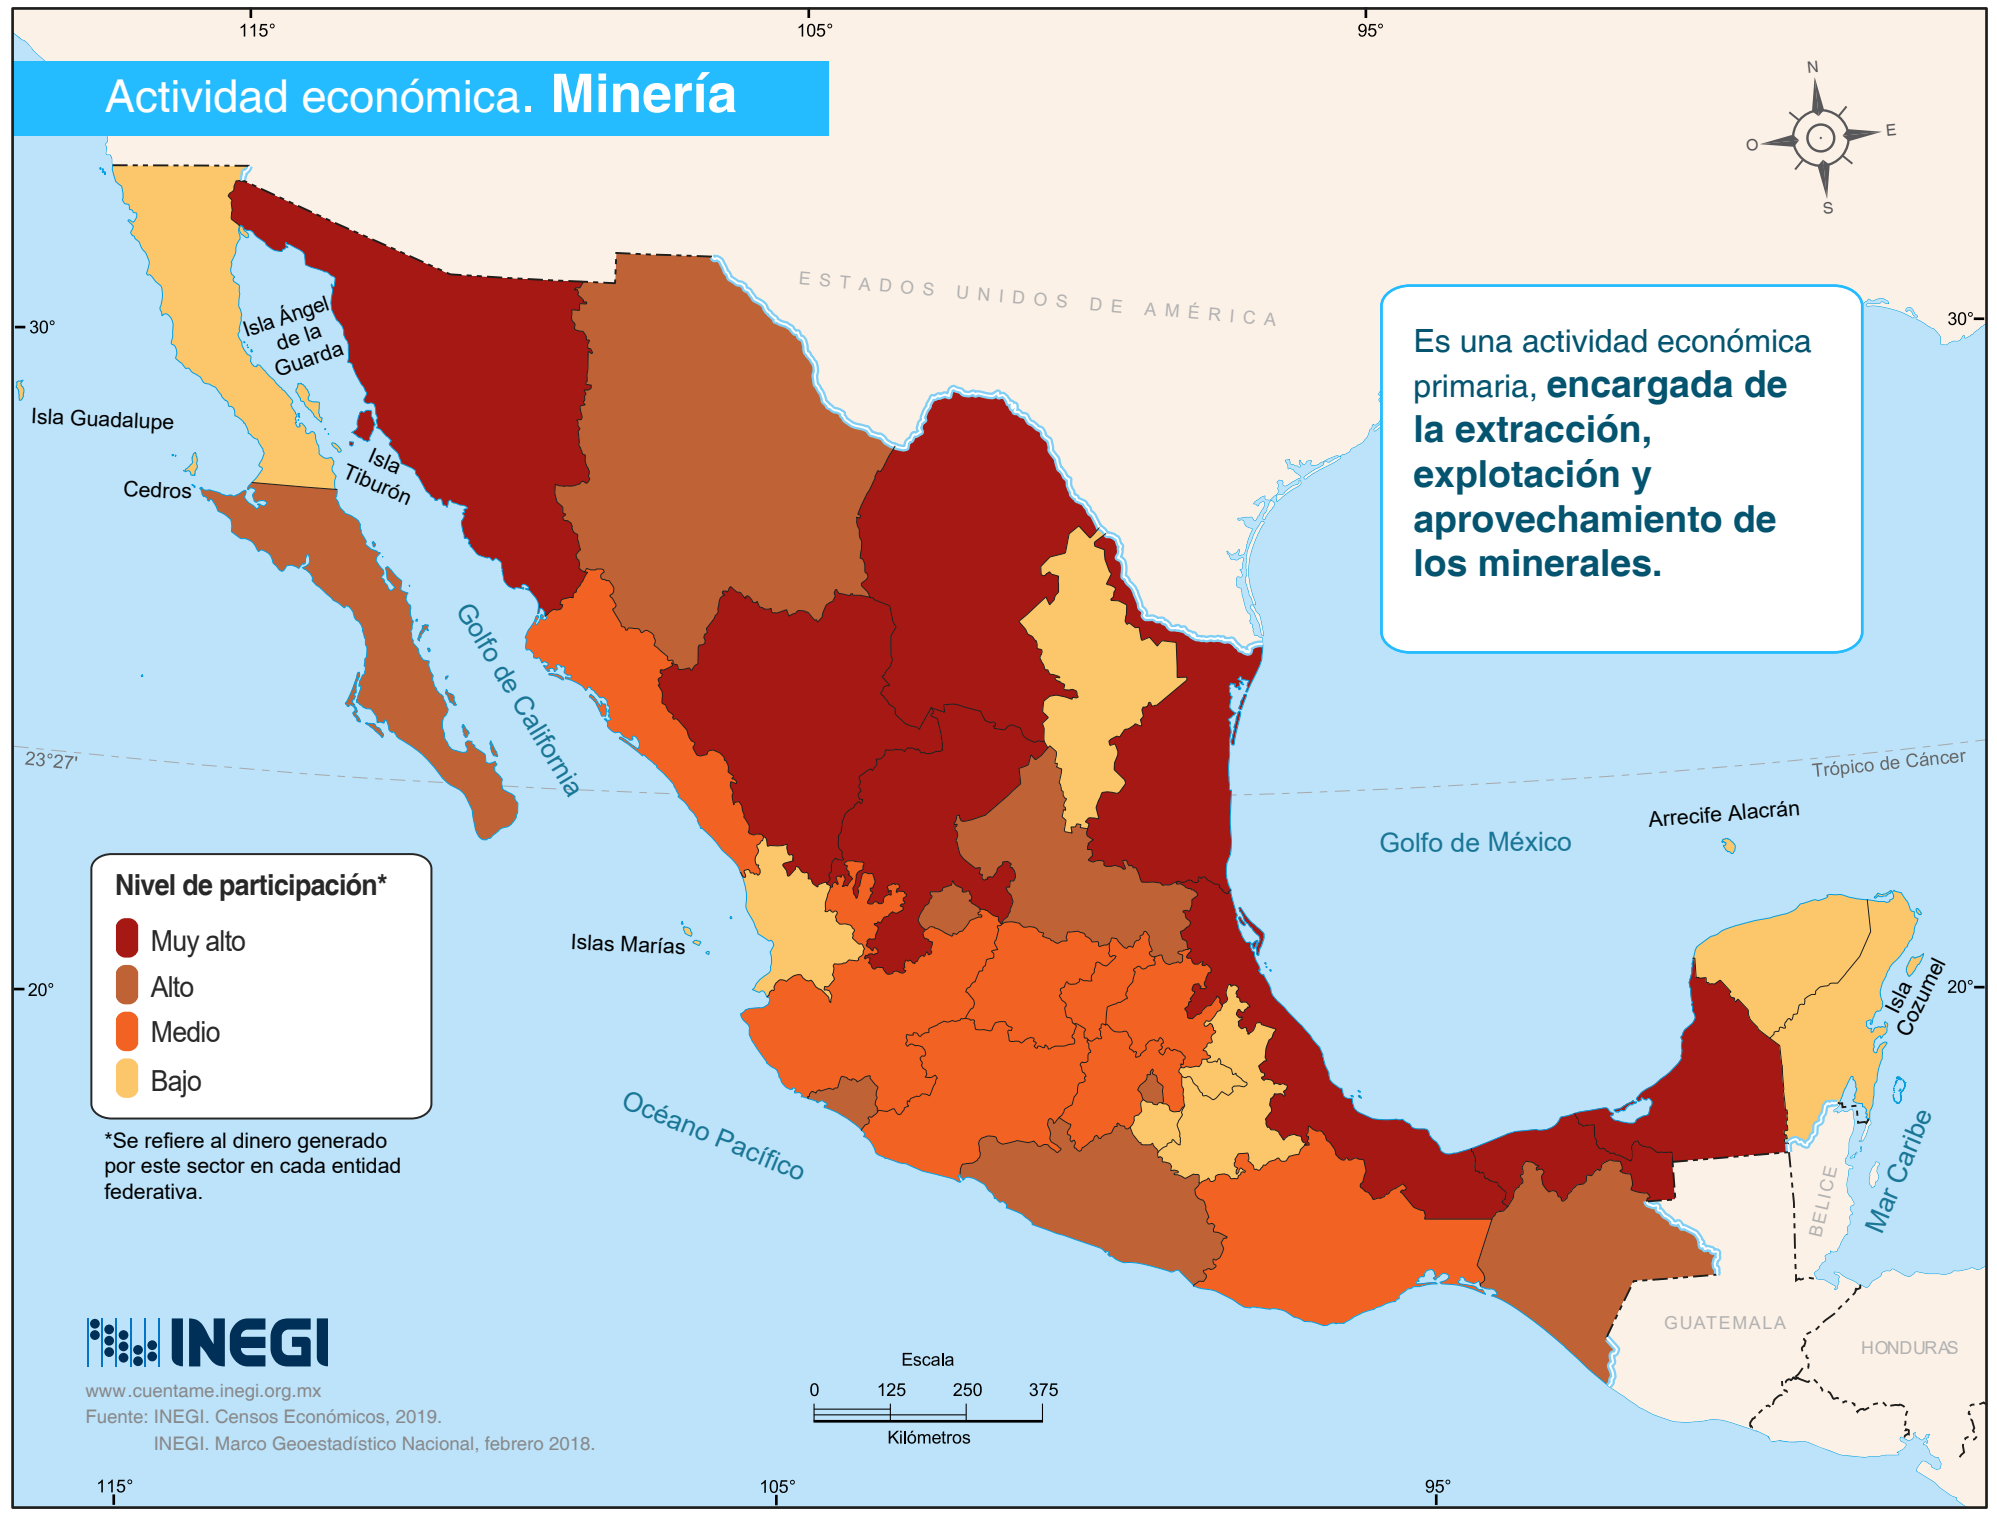 115°
105°
95°
Actividad económica. Minería
N
E
O
S
ESTADOS UNIDOS DE AMÉRICA
30°
30°
Isla Ángel
de la
Guarda
Es una actividad económica
primaria, encargada de
la extracción,
explotación y
aprovechamiento de
los minerales.
Isla Guadalupe
Cedros
Isla
Tiburón
Golfo de California
23°27'
Trópico de Cáncer
Arrecife Alacrán
Golfo de México
Nivel de participación*
Muy alto
Alto
Medio
Bajo
*Se refiere al dinero generado
por este sector en cada entidad
federativa.
Islas Marías
20°
20°
Isla
Cozumel
Océano Pacífico
Mar Caribe
BELICE
GUATEMALA
HONDURAS
INEGI
www.cuentame.inegi.org.mx
Fuente: INEGI. Censos Económicos, 2019.
INEGI. Marco Geoestadístico Nacional, febrero 2018.
Escala
0 125 250 375
Kilómetros
115°
105°
95°